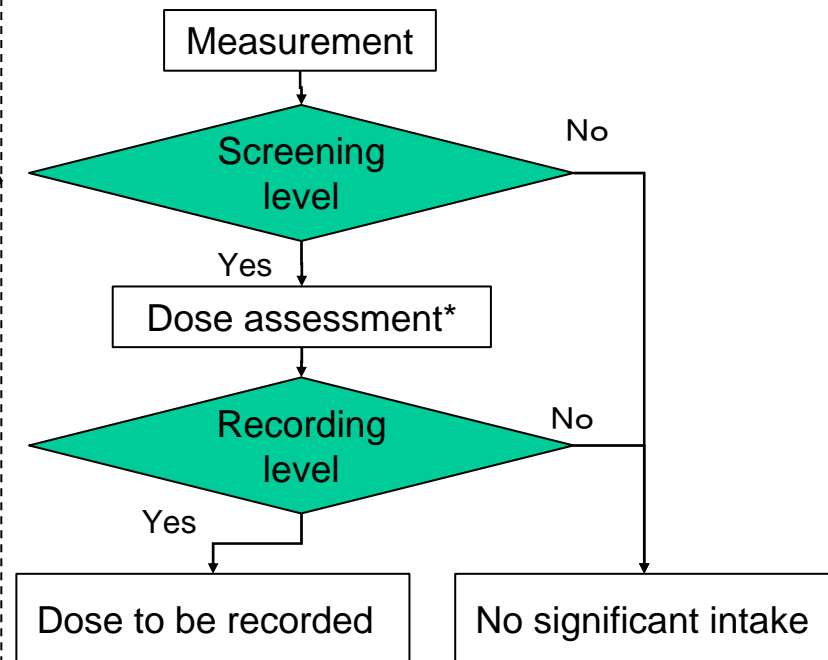 Measurement
No
Screening
level
Yes
Dose assessment*
Recording
level
No
Yes
Dose to be recorded
No significant intake